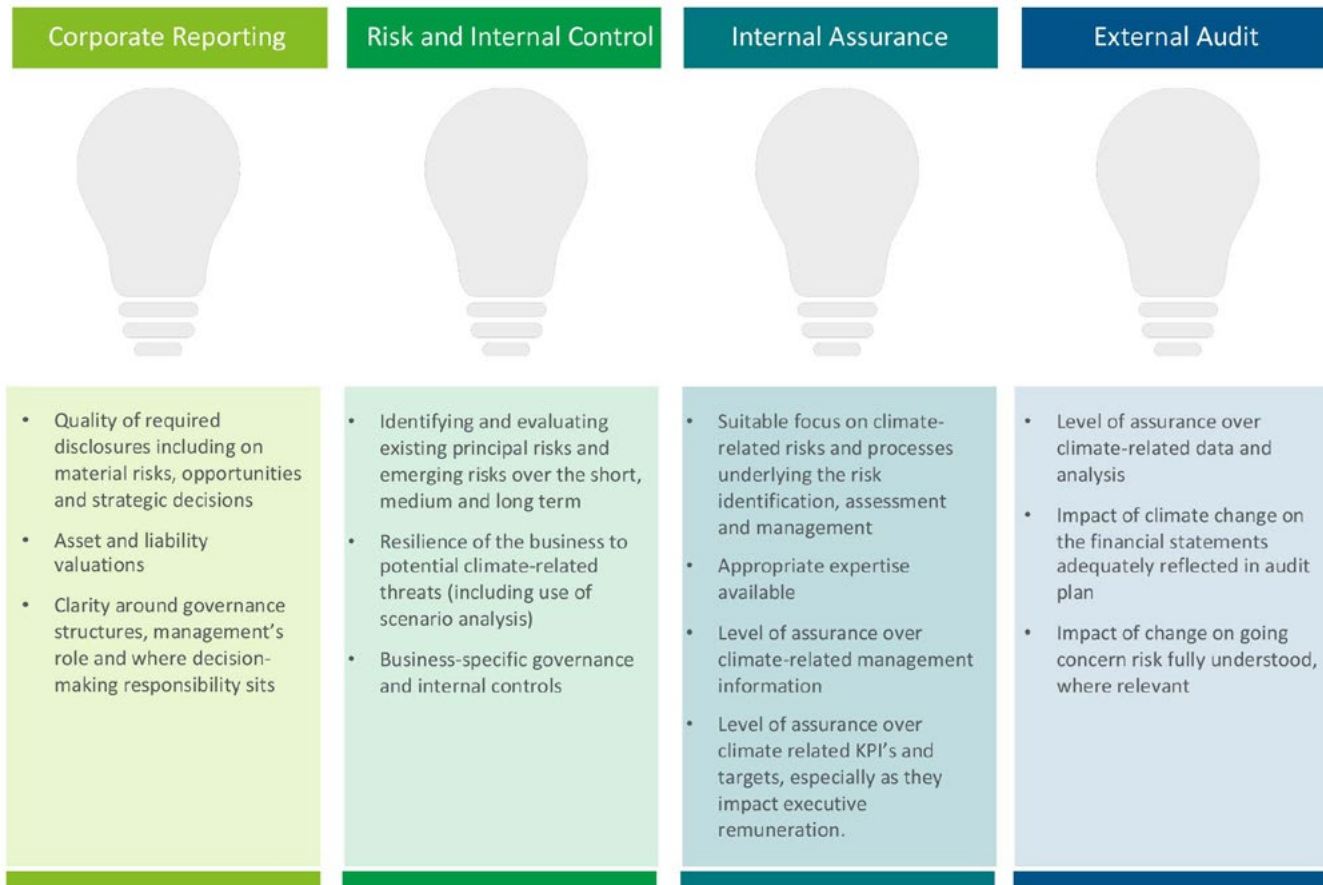 Corporate Reporting
Risk and Internal Control
Internal Assurance
External Audit
• Quality of required
disclosures including on
material risks, opportunities
and strategic decisions
• Asset and liability
valuations
• Clarity around governance
structures, management's
role and where decision-
making responsibility sits
• Identifying and evaluating
existing principal risks and
emerging risks over the short,
medium and long term
• Resilience of the business to
potential climate-related
threats (including use of
scenario analysis)
• Business-specific governance
and internal controls
• Suitable focus on climate-
related risks and processes
underlying the risk
identification, assessment
and management
• Appropriate expertise
available
• Level of assurance over
climate-related management
information
• Level of assurance over
climate related KPI's and
targets, especially as they
impact executive
remuneration.
• Level of assurance over
climate-related data and
analysis
• Impact of climate change on
the financial statements
adequately reflected in audit
plan
• Impact of change on going
concern risk fully understood,
where relevant